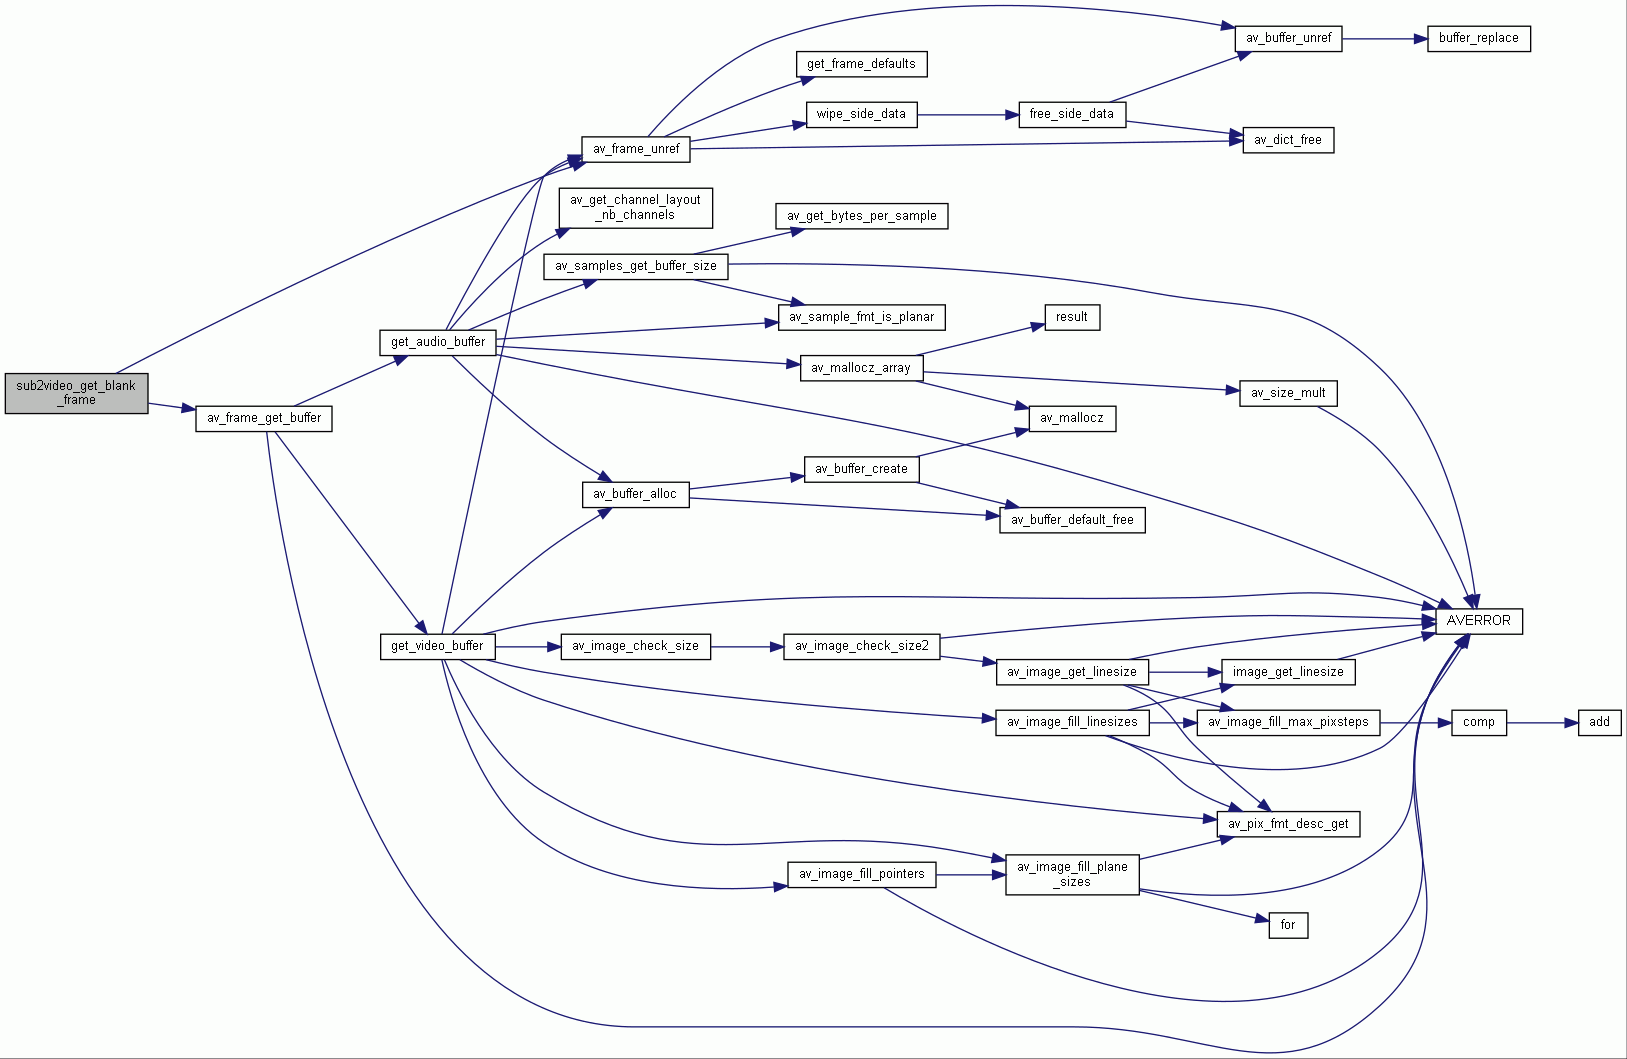 av_buffer_unref
buffer_replace
get_frame_defaults
wipe_side_data
free_side_data
av_dict_free
av_frame_unref
av_get_channel_layout
_nb_channels
av_get_bytes_per_sample
av_samples_get_buffer_size
av_sample_fmt_is_planar
result
get_audio_buffer
av_mallocz_array
sub2video_get_blank
_frame
av_size_mult
av_frame_get_buffer
av_mallocz
av_buffer_create
av_buffer_alloc
av_buffer_default_free
AVERROR
get_video_buffer
av_image_check_size
av_image_check_size2
av_image_get_linesize
image_get_linesize
av_image_fill_linesizes
av_image_fill_max_pixsteps
comp
add
av_pix_fmt_desc_get
av_image_fill_pointers
av_image_fill_plane
_sizes
for